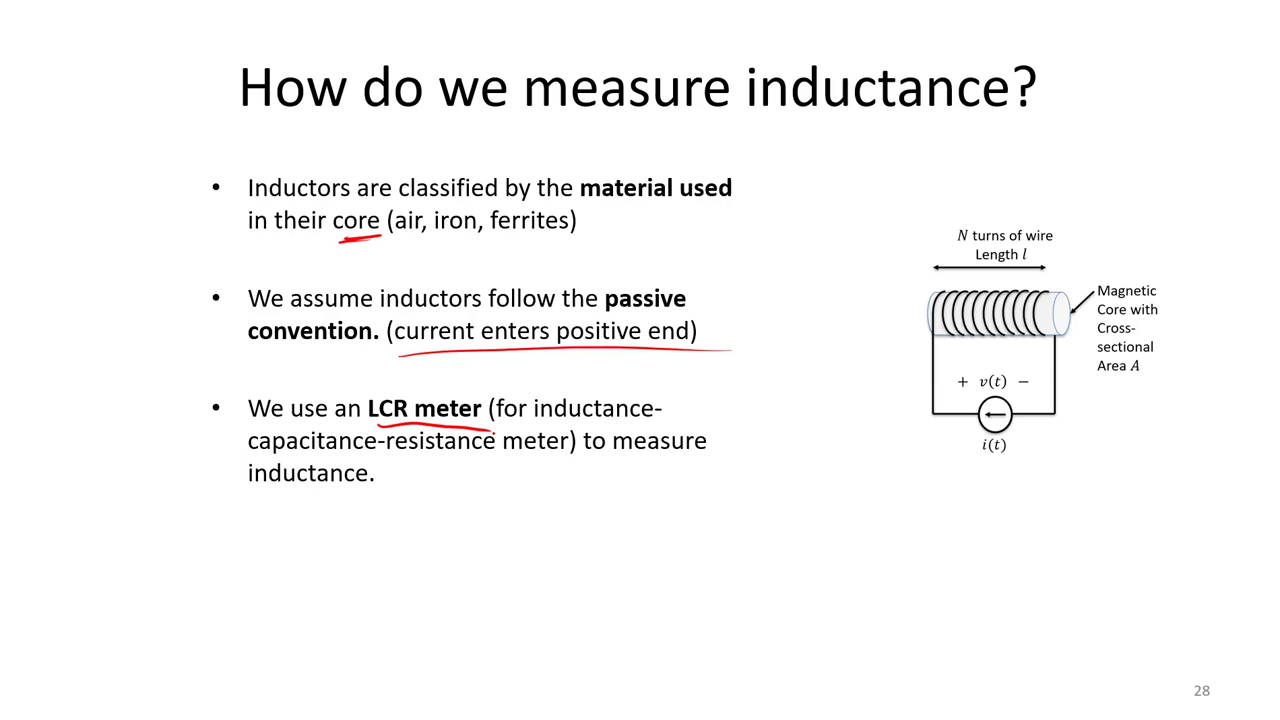 How do we measure inductance?
• Inductors are classified by the material used
in their core (air, iron, ferrites)
• We assume inductors follow the passive
convention. (current enters positive end)
• We use an LCR meter (for inductance-
capacitance-resistance meter) to measure
inductance.
N turns of wire
Length l
Magnetic
Core with
Cross-
sectional
Area A
+ v(t) −
i(t)
28